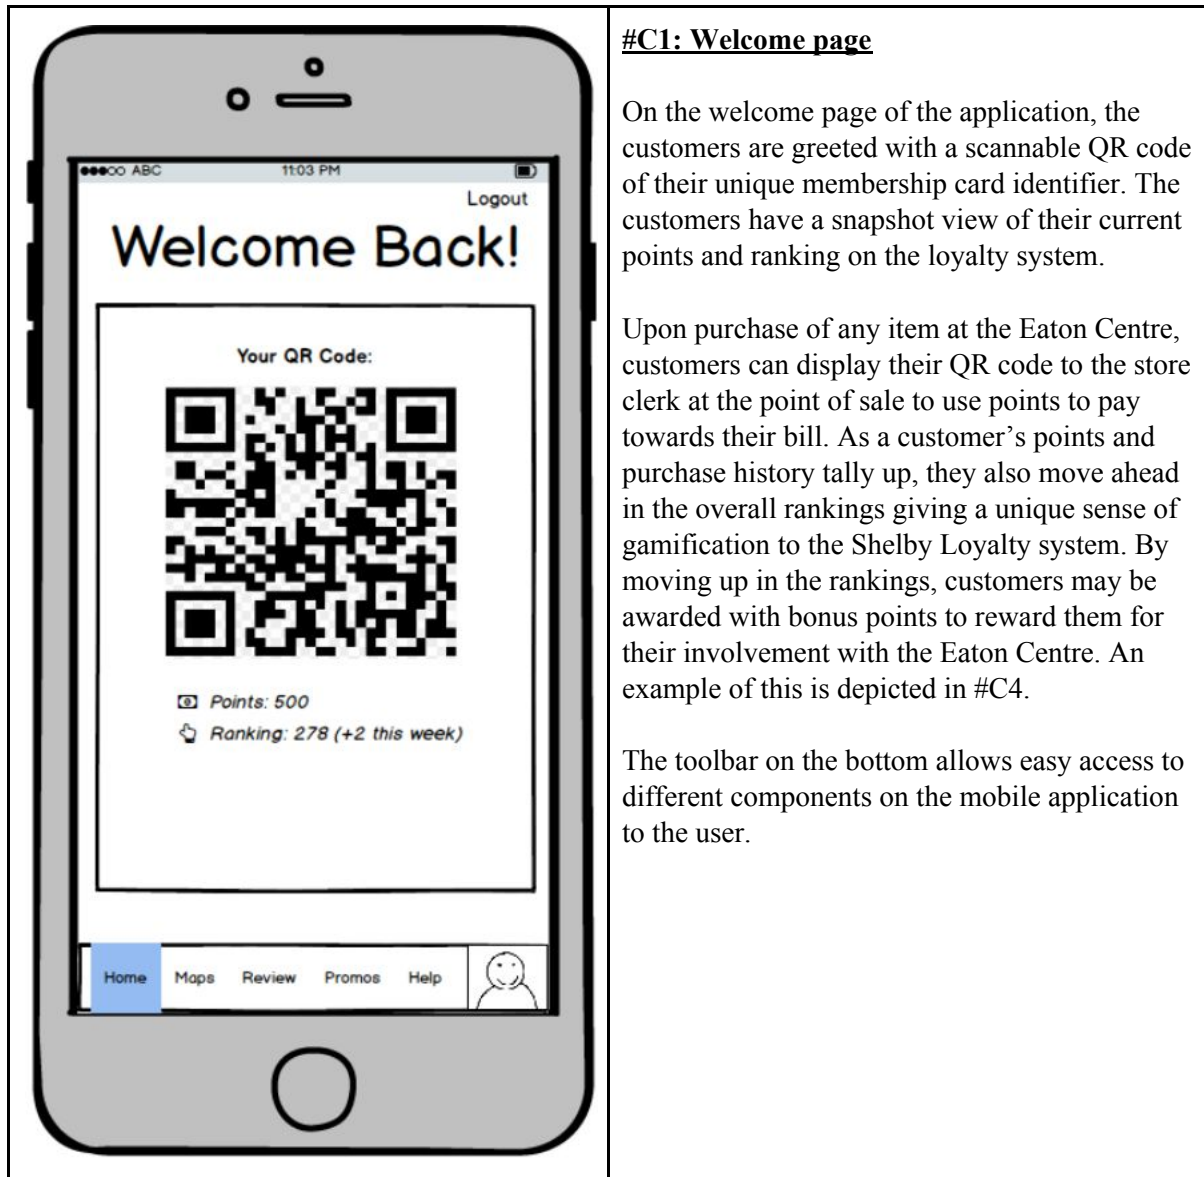 ●●●○○ ABC 11:03 PM
Logout
Welcome Back!
Your QR Code:
Points: 500
Ranking: 278 (+2 this week)
Home Maps Review Promos Help
#C1: Welcome page
On the welcome page of the application, the
customers are greeted with a scannable QR code
of their unique membership card identifier. The
customers have a snapshot view of their current
points and ranking on the loyalty system.
Upon purchase of any item at the Eaton Centre,
customers can display their QR code to the store
clerk at the point of sale to use points to pay
towards their bill. As a customer’s points and
purchase history tally up, they also move ahead
in the overall rankings giving a unique sense of
gamification to the Shelby Loyalty system. By
moving up in the rankings, customers may be
awarded with bonus points to reward them for
their involvement with the Eaton Centre. An
example of this is depicted in #C4.
The toolbar on the bottom allows easy access to
different components on the mobile application
to the user.